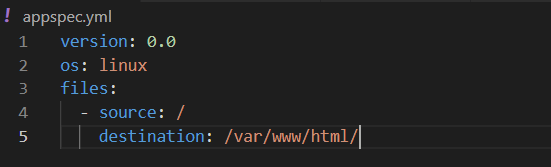 ! appspec.yml
1 version: 0.0
2 os: linux
3 files:
4 - source: /
5 destination: /var/www/html/